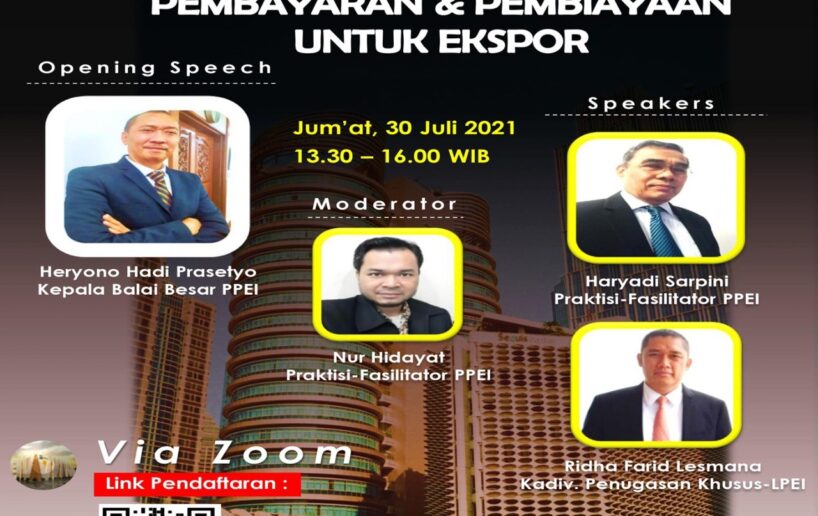 PEMBAYARAN & PEMBIAYAAN
UNTUK EKSPOR
Opening Speech
Heryono Hadi Prasetyo
Kepala Balai Besar PPEI
Jum'at, 30 Juli 2021
13.30 – 16.00 WIB
Moderator
Nur Hidayat
Praktisi-Fasilitator PPEI
Speakers
Haryadi Sarpini
Praktisi-Fasilitator PPEI
Ridha Farid Lesmana
Kadiv. Penugasan Khusus-LPEI
Via Zoom
Link Pendaftaran :